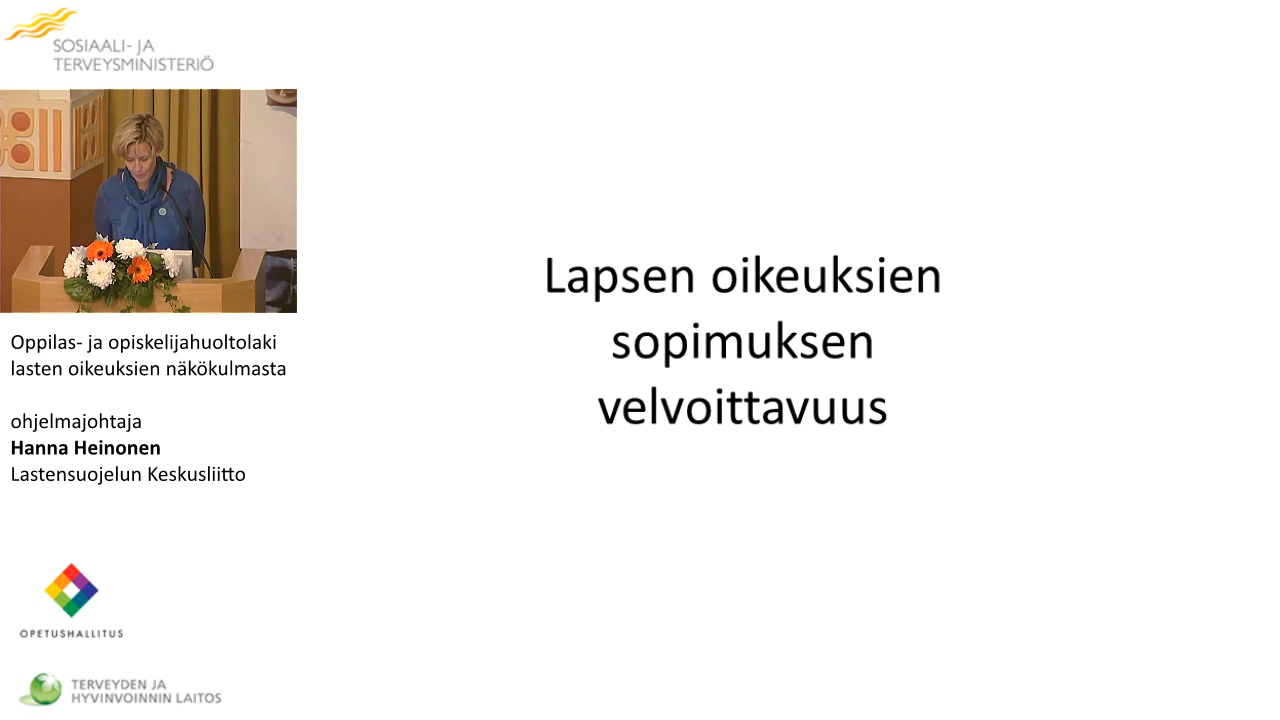 SOSIAALI- JA
TERVEYSMINISTERIÖ
Oppilas- ja opiskelijahuoltolaki
lasten oikeuksien näkökulmasta
ohjelmajohtaja
Hanna Heinonen
Lastensuojelun Keskusliitto
OPETUSHALLITUS
TERVEYDEN JA
HYVINVOINNIN LAITOS
Lapsen oikeuksien
sopimuksen
velvoittavuus